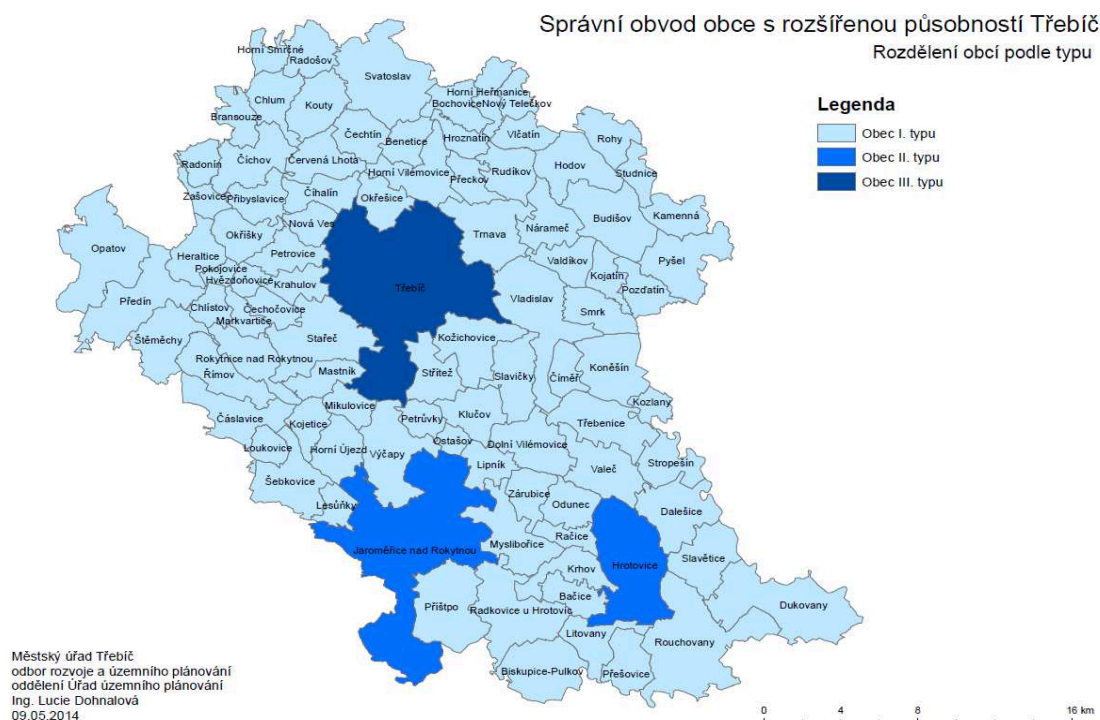 Správní obvod obce s rozšířenou působností Třebíč
Rozdělení obcí podle typu
Legenda
Obec I. typu
Obec II. typu
Obec III. typu
Horní Smrčné
Radošov
Svatoslav
Chlum
Kouty
Bransouze
Horní Heřmanice
Bochovice
Nový Telečkov
Čechtín
Benetice
Hroznatín
Vlčatín
Rohy
Radonín
Číchov
Červená Lhota
Horní Vilémovice
Přeckov
Rudíkov
Hodov
Studnice
Zašovice
Přibyslavice
Číhalín
Okřešice
Budišov
Kamenná
Opatov
Okříšky
Nová Ves
Trnava
Nárameč
Heraltice
Petrovice
Valdíkov
Pyšel
Pokojovice
Hvězdoňovice
Krahulov
Třebíč
Kojatín
Pozďatín
Předín
Chlístov
Čechočovice
Vladislav
Markvartice
Smrk
Štěměchy
Stařeč
Kožichovice
Rokytnice nad Rokytnou
Římov
Mastník
Střítež
Slavičky
Číměř
Koněšín
Mikulovice
Kozlany
Čáslavice
Kojetice
Petrůvky
Klučov
Třebenice
Loukovice
Horní Újezd
Výčapy
Ostašov
Dolní Vilémovice
Lipník
Valeč
Stropešín
Šebkovice
Lesůňky
Zárubice
Odunec
Dalešice
Jaroměřice nad Rokytnou
Myslibořice
Račice
Slavětice
Krhov
Hrotovice
Bačice
Příštpo
Radkovice u Hrotovic
Dukovany
Litovany
Rouchovany
Biskupice-Pulkov
Přešovice
Městský úřad Třebíč
odbor rozvoje a územního plánování
oddělení Úřad územního plánování
Ing. Lucie Dohnalová
09.05.2014
0 4 8 16 km